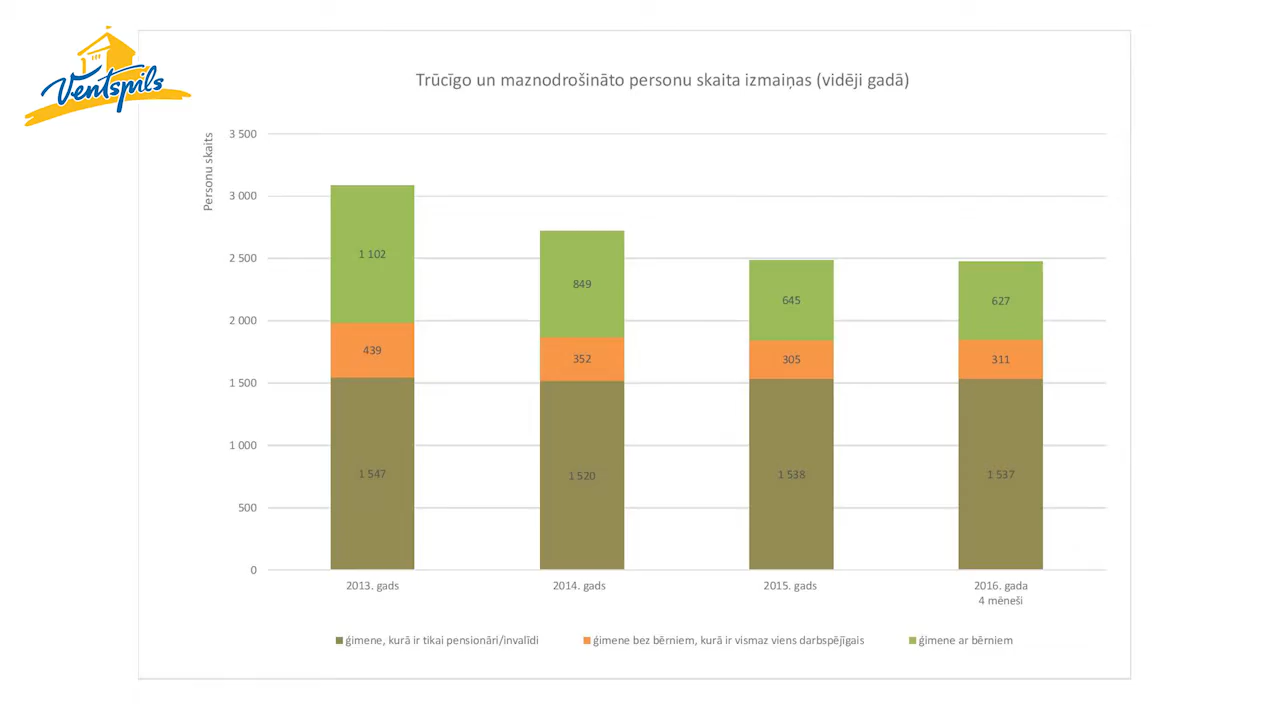 Ventspils
Trūcīgo un maznodrošināto personu skaita izmaiņas (vidēji gadā)
Personu skaits
3 500
3 000
2 500
2 000
1 500
1 000
500
0
1 102
439
1 547
849
352
1 520
645
305
1 538
627
311
1 537
2013. gads
2014. gads
2015. gads
2016. gada
4 mēneši
ģimene, kurā ir tikai pensionāri/invalīdi
ģimene bez bērniem, kurā ir vismaz viens darbspējīgais
ģimene ar bērniem